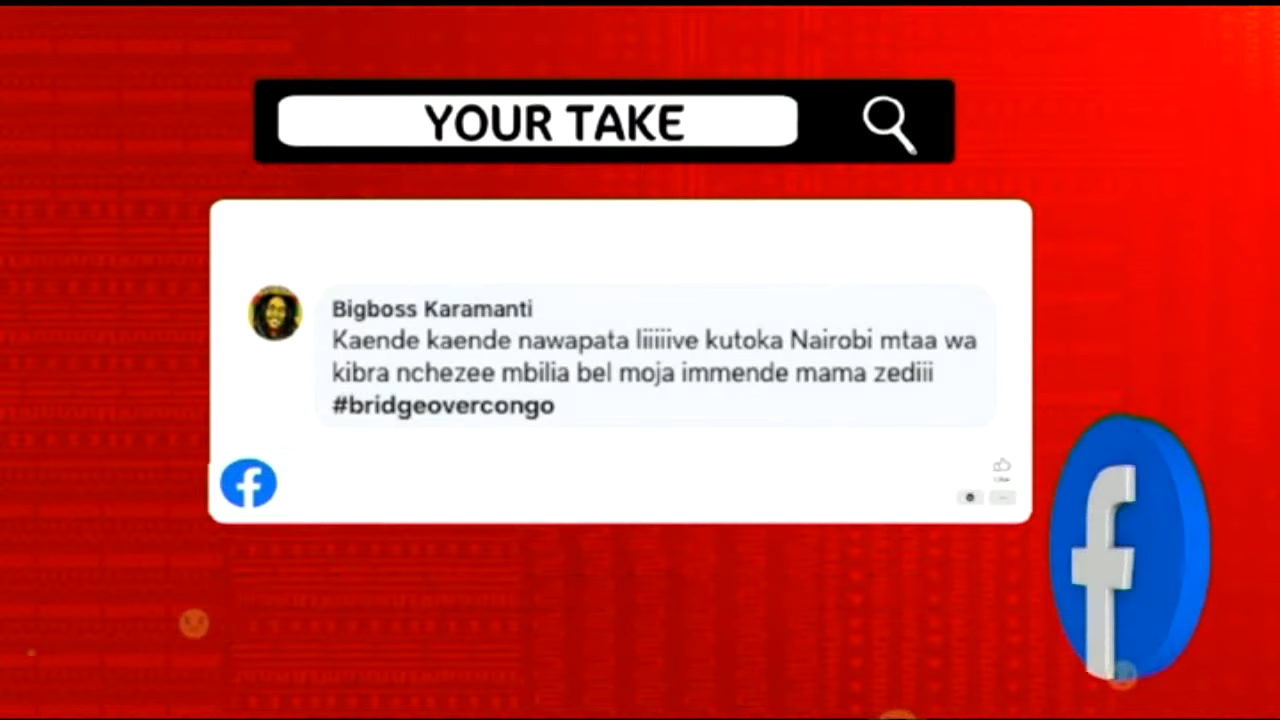 YOUR TAKE
Bigboss Karamanti
Kaende kaende nawapata liiiiive kutoka Nairobi mtaa wa
kibra nchezee mbilia bel moja immende mama zediii
#bridgeovercongo